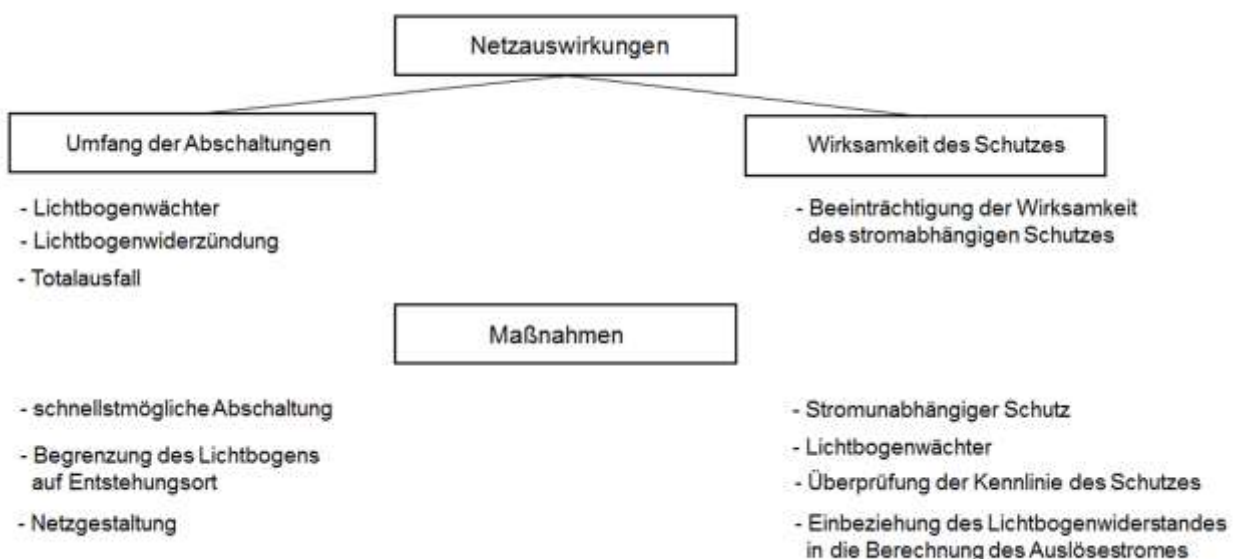 Netzauswirkungen
Umfang der Abschaltungen
Wirksamkeit des Schutzes
- Lichtbogenwächter
- Lichtbogenwiderzündung
- Totalausfall
- Beeinträchtigung der Wirksamkeit
des stromabhängigen Schutzes
Maßnahmen
- schnellstmögliche Abschaltung
- Begrenzung des Lichtbogens
auf Entstehungsort
- Netzgestaltung
- Stromunabhängiger Schutz
- Lichtbogenwächter
- Überprüfung der Kennlinie des Schutzes
- Einbeziehung des Lichtbogenwiderstandes
in die Berechnung des Auslösestromes